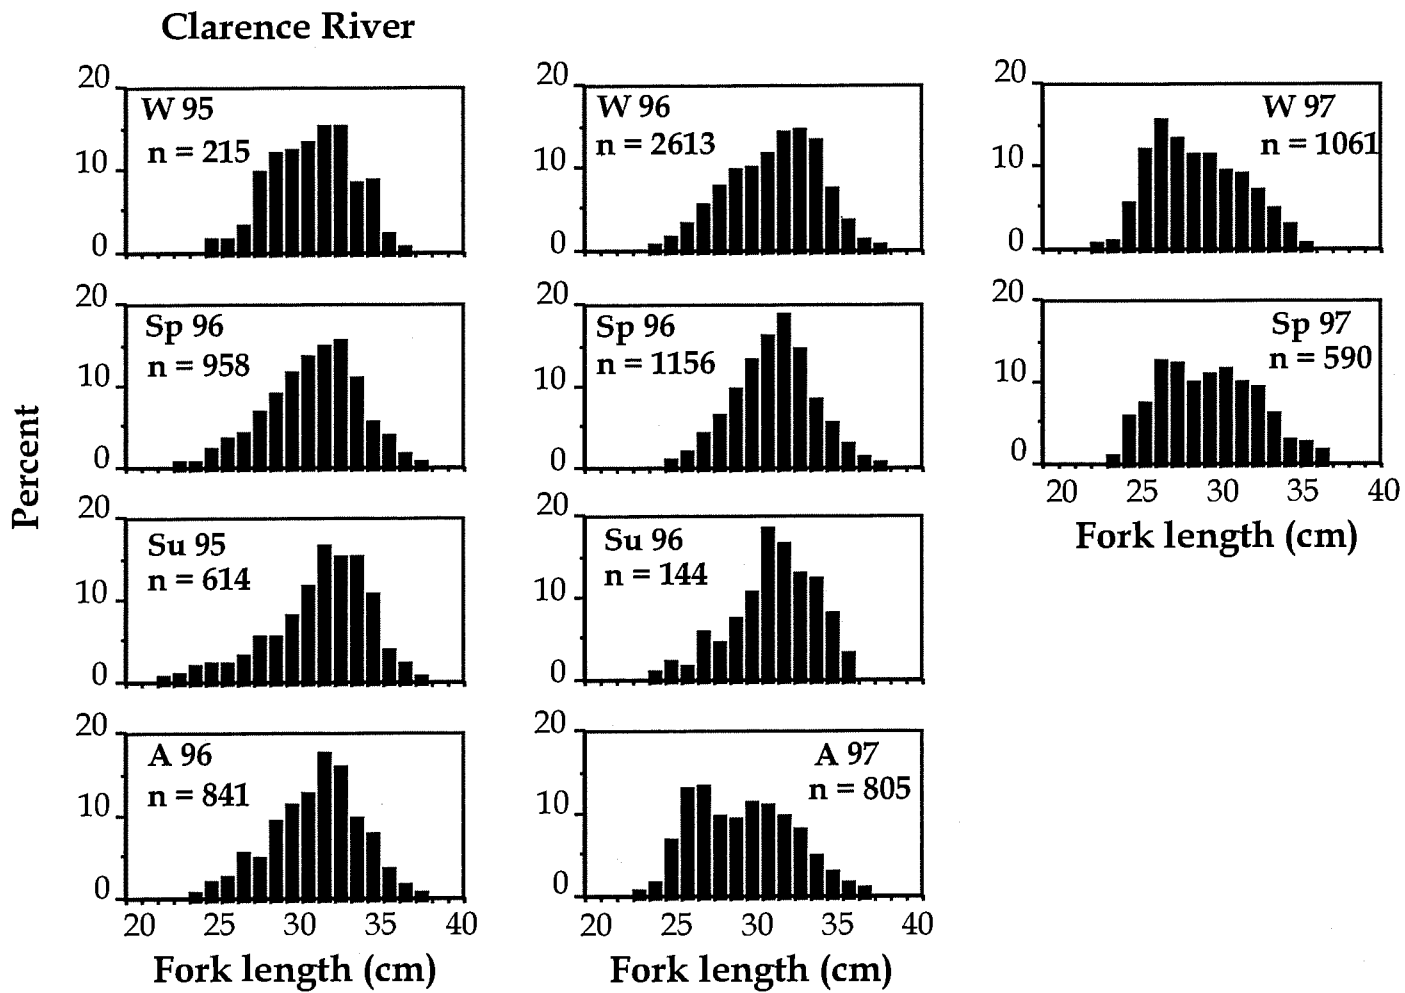 Clarence River
20
W 95
n = 215
10
0
20
W 96
n = 2613
10
0
20
W 97
n = 1061
10
0
20
Sp 96
n = 958
10
0
20
Sp 96
n = 1156
10
0
20
Sp 97
n = 590
10
0
20 25 30 35 40
Fork length (cm)
Percent
20
Su 95
n = 614
10
0
20
Su 96
n = 144
10
0
20
A 96
n = 841
10
0
20 25 30 35 40
Fork length (cm)
20
A 97
n = 805
10
0
20 25 30 35 40
Fork length (cm)